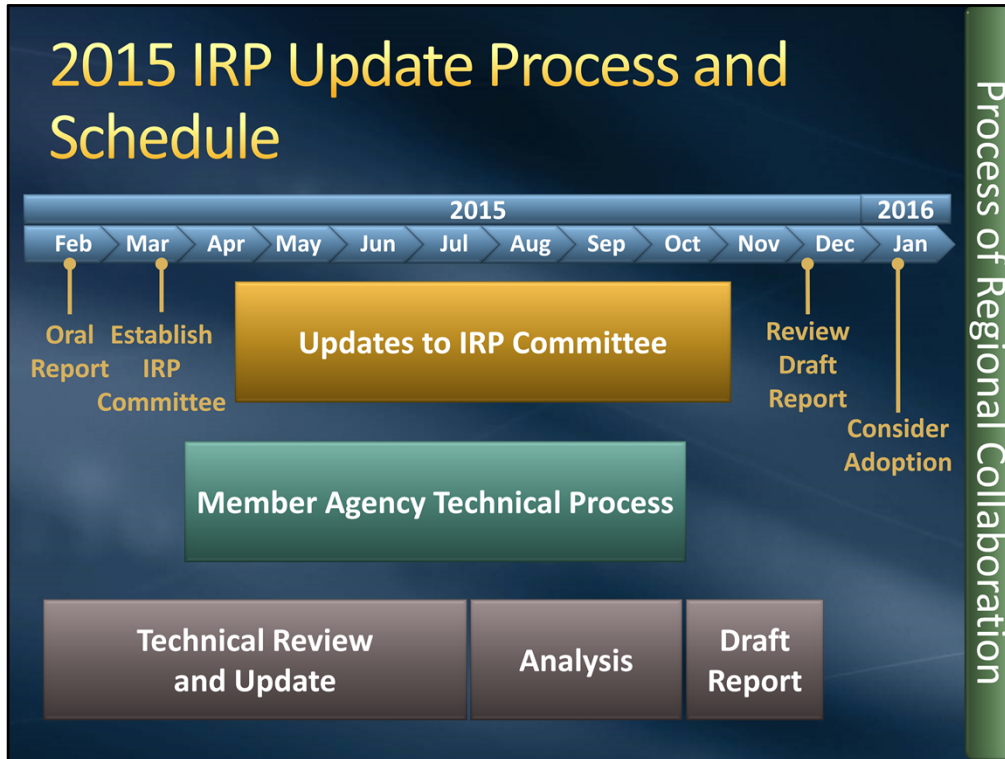 2015 IRP Update Process and
Schedule
2015
2016
Feb Mar Apr May Jun Jul Aug Sep Oct Nov Dec Jan
Oral
Report
Establish
IRP
Committee
Updates to IRP Committee
Review
Draft
Report
Consider
Adoption
Member Agency Technical Process
Technical Review
and Update
Analysis
Draft
Report
Process of Regional Collaboration